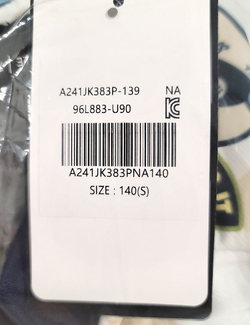 A241JK383P-139 NA
96L883-U90
A241JK383PNA140
SIZE : 140(S)